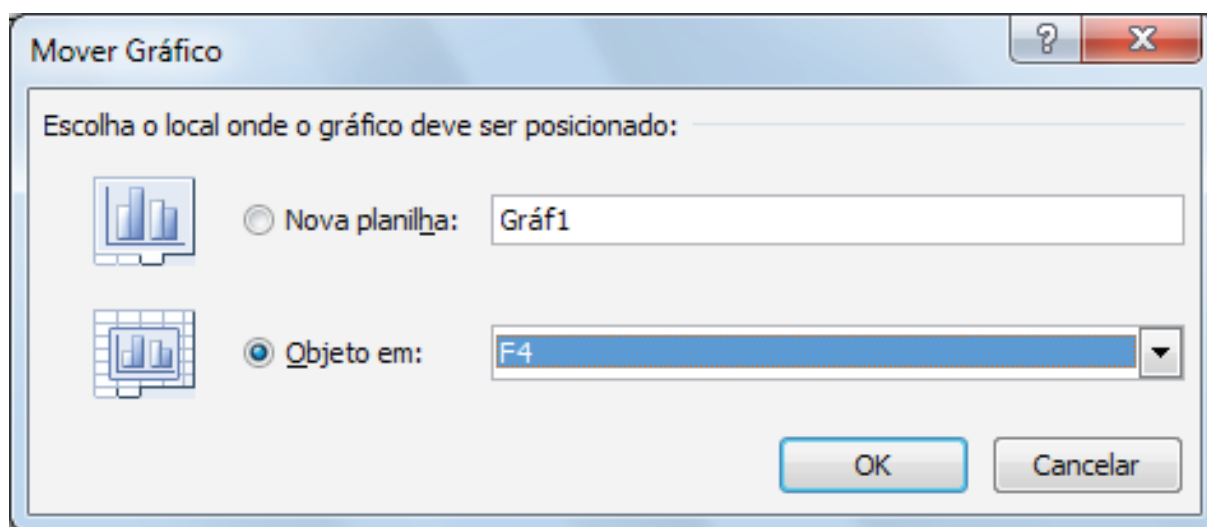 Mover Gráfico
Escolha o local onde o gráfico deve ser posicionado:
Nova planilha: Gráf1
Objeto em: F4
OK Cancelar